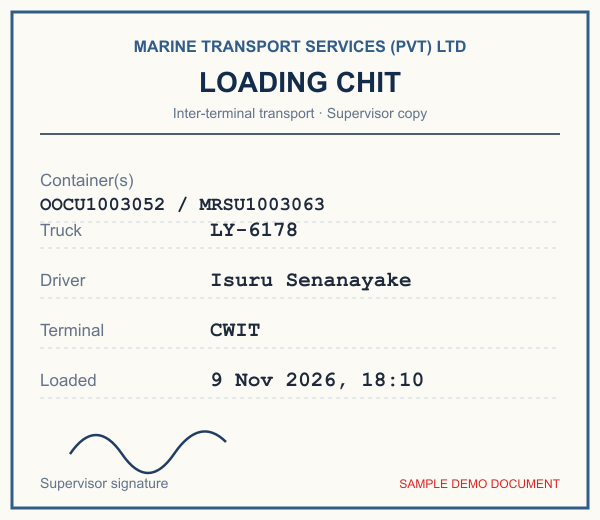 MARINE TRANSPORT SERVICES (PVT) LTD
LOADING CHIT
Inter-terminal transport · Supervisor copy
Container(s)
OOCU1003052 / MRSU1003063
Truck LY-6178
Driver Isuru Senanayake
Terminal CWIT
Loaded 9 Nov 2026, 18:10
Supervisor signature SAMPLE DEMO DOCUMENT